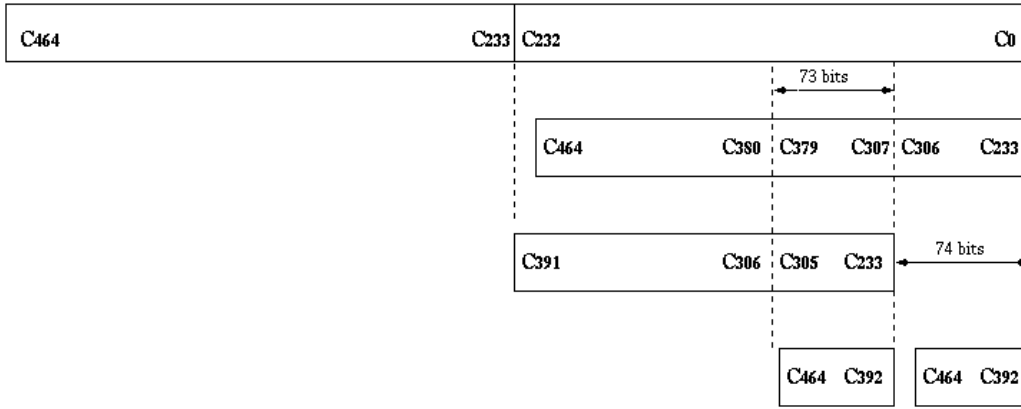 C464 C233 C232 C0
73 bits
C464 C380 C379 C307 C306 C233
C391 C306 C305 C233 74 bits
C464 C392 C464 C392